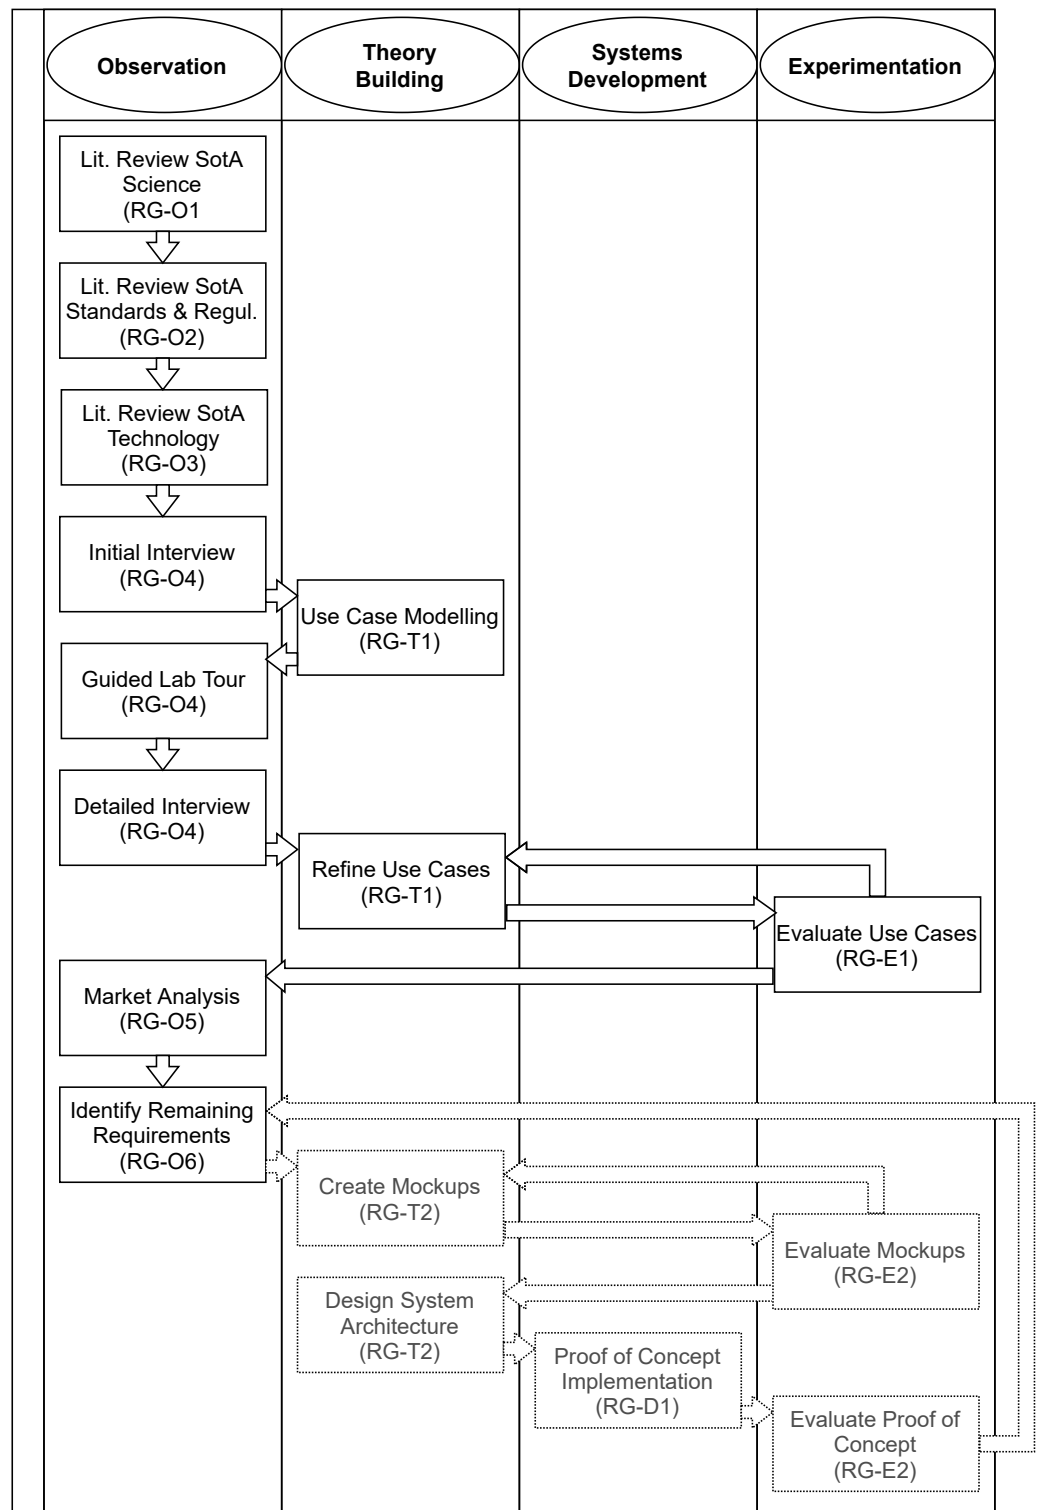 Observation
Theory
Building
Systems
Development
Experimentation
Lit. Review SotA
Science
(RG-O1
Lit. Review SotA
Standards & Regul.
(RG-O2)
Lit. Review SotA
Technology
(RG-O3)
Initial Interview
(RG-O4)
Use Case Modelling
(RG-T1)
Guided Lab Tour
(RG-O4)
Detailed Interview
(RG-O4)
Refine Use Cases
(RG-T1)
Evaluate Use Cases
(RG-E1)
Market Analysis
(RG-O5)
Identify Remaining
Requirements
(RG-O6)
Create Mockups
(RG-T2)
Evaluate Mockups
(RG-E2)
Design System
Architecture
(RG-T2)
Proof of Concept
Implementation
(RG-D1)
Evaluate Proof of
Concept
(RG-E2)